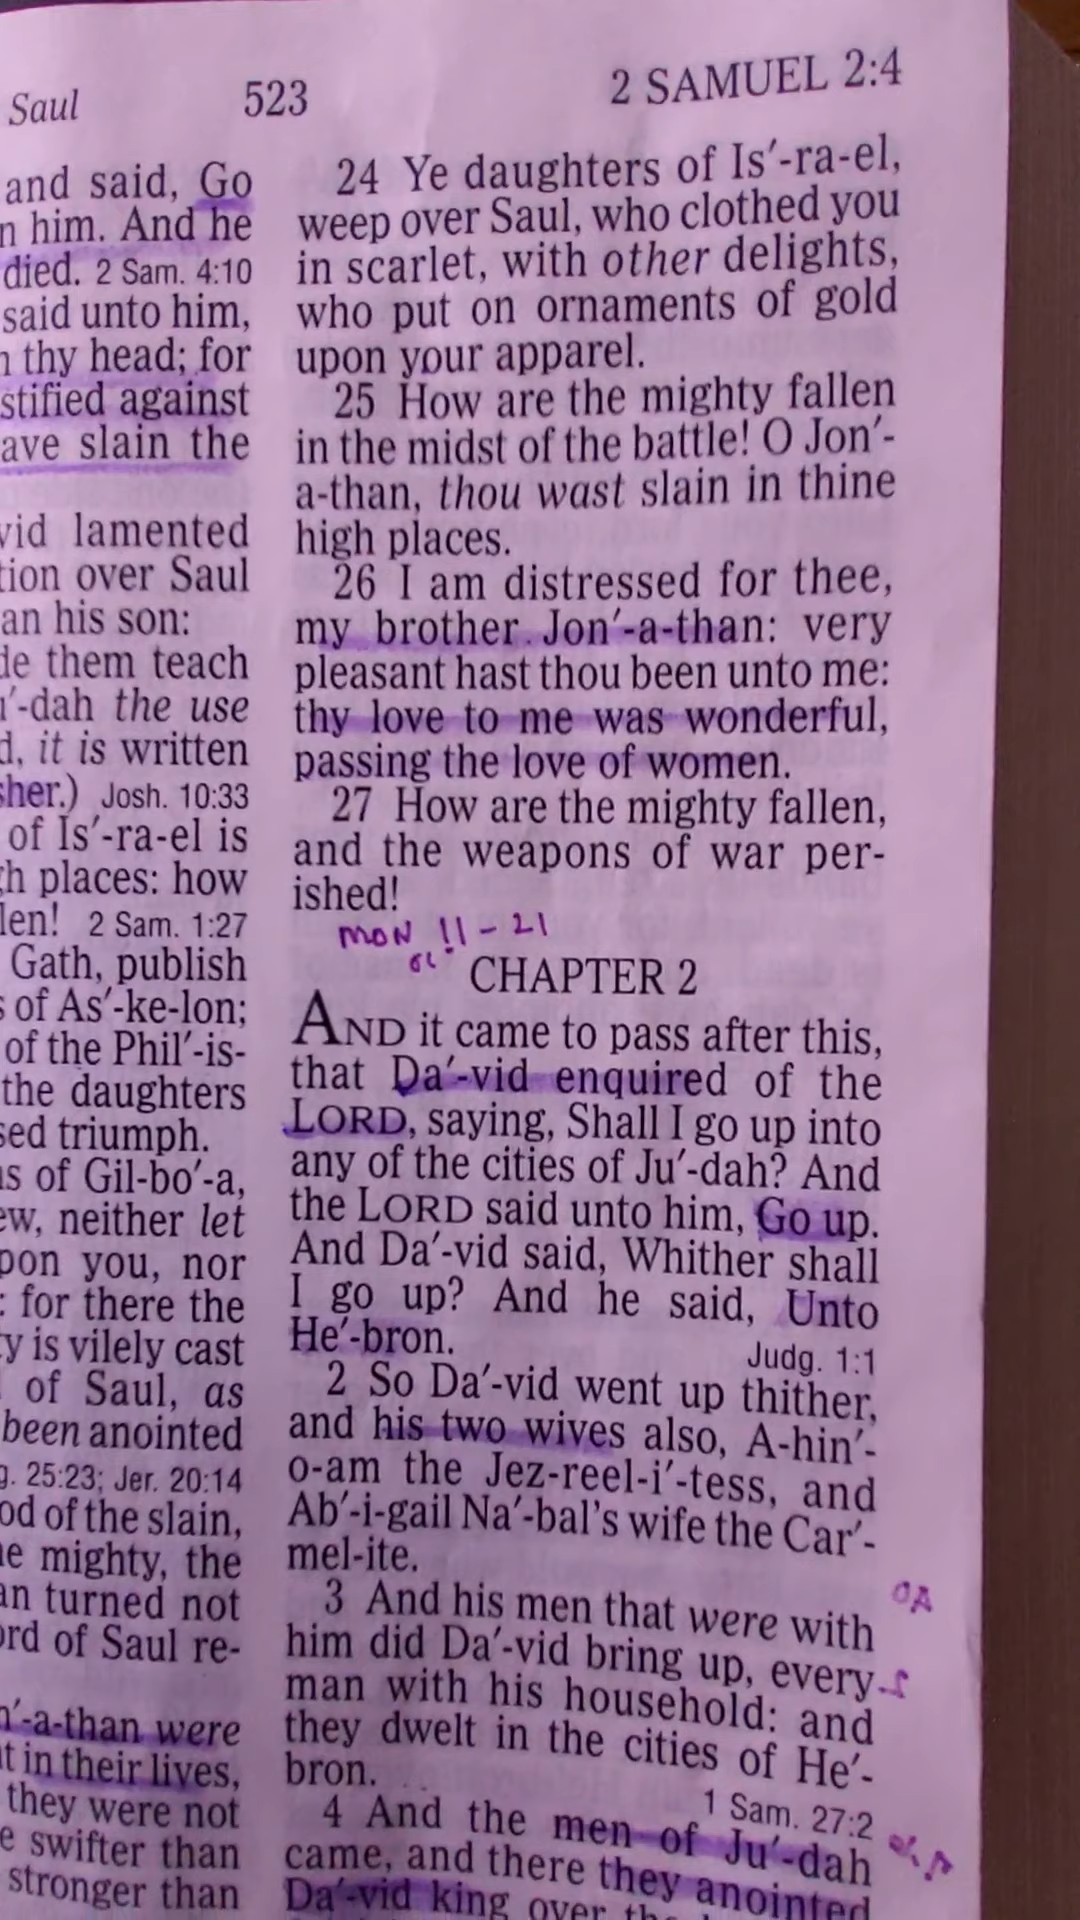 Saul 523 2 SAMUEL 2:4
and said, Go
him. And he
died. 2 Sam. 4:10
said unto him,
thy head; for
stified against
ave slain the
vid lamented
tion over Saul
an his son:
de them teach
'-dah the use
it is written
sher.) Josh. 10:33
of Is'-ra-el is
h places: how
len! 2 Sam. 1:27
Gath, publish
of As'-ke-lon;
of the Phil'-is-
the daughters
sed triumph.
ns of Gil-bo'-a,
ew, neither let
pon you, nor
: for there the
y is vilely cast
of Saul, as
been anointed
25:23; Jer. 20:14
od of the slain,
e mighty, the
an turned not
ord of Saul re-
n'-a-than were
t in their lives,
they were not
e swifter than
stronger than
24 Ye daughters of Is'-ra-el,
weep over Saul, who clothed you
in scarlet, with other delights,
who put on ornaments of gold
upon your apparel.
25 How are the mighty fallen
in the midst of the battle! O Jon'-
a-than, thou wast slain in thine
high places.
26 I am distressed for thee,
my brother Jon'-a-than: very
pleasant hast thou been unto me:
thy love to me was wonderful,
passing the love of women.
27 How are the mighty fallen,
and the weapons of war per-
ished!
MON 11-21
CHAPTER 2
AND it came to pass after this,
that Da'-vid enquired of the
LORD, saying, Shall I go up into
any of the cities of Ju'-dah? And
the LORD said unto him, Go up.
And Da'-vid said, Whither shall
I go up? And he said, Unto
He'-bron. Judg. 1:1
2 So Da'-vid went up thither,
and his two wives also, A-hin'-
o-am the Jez-reel-i'-tess, and
Ab'-i-gail Na'-bal's wife the Car'-
mel-ite.
3 And his men that were with
him did Da'-vid bring up, every
man with his household: and
they dwelt in the cities of He'-
bron. 1 Sam. 27:2
4 And the men of Ju'-dah
came, and there they anointed
Da'-vid king over